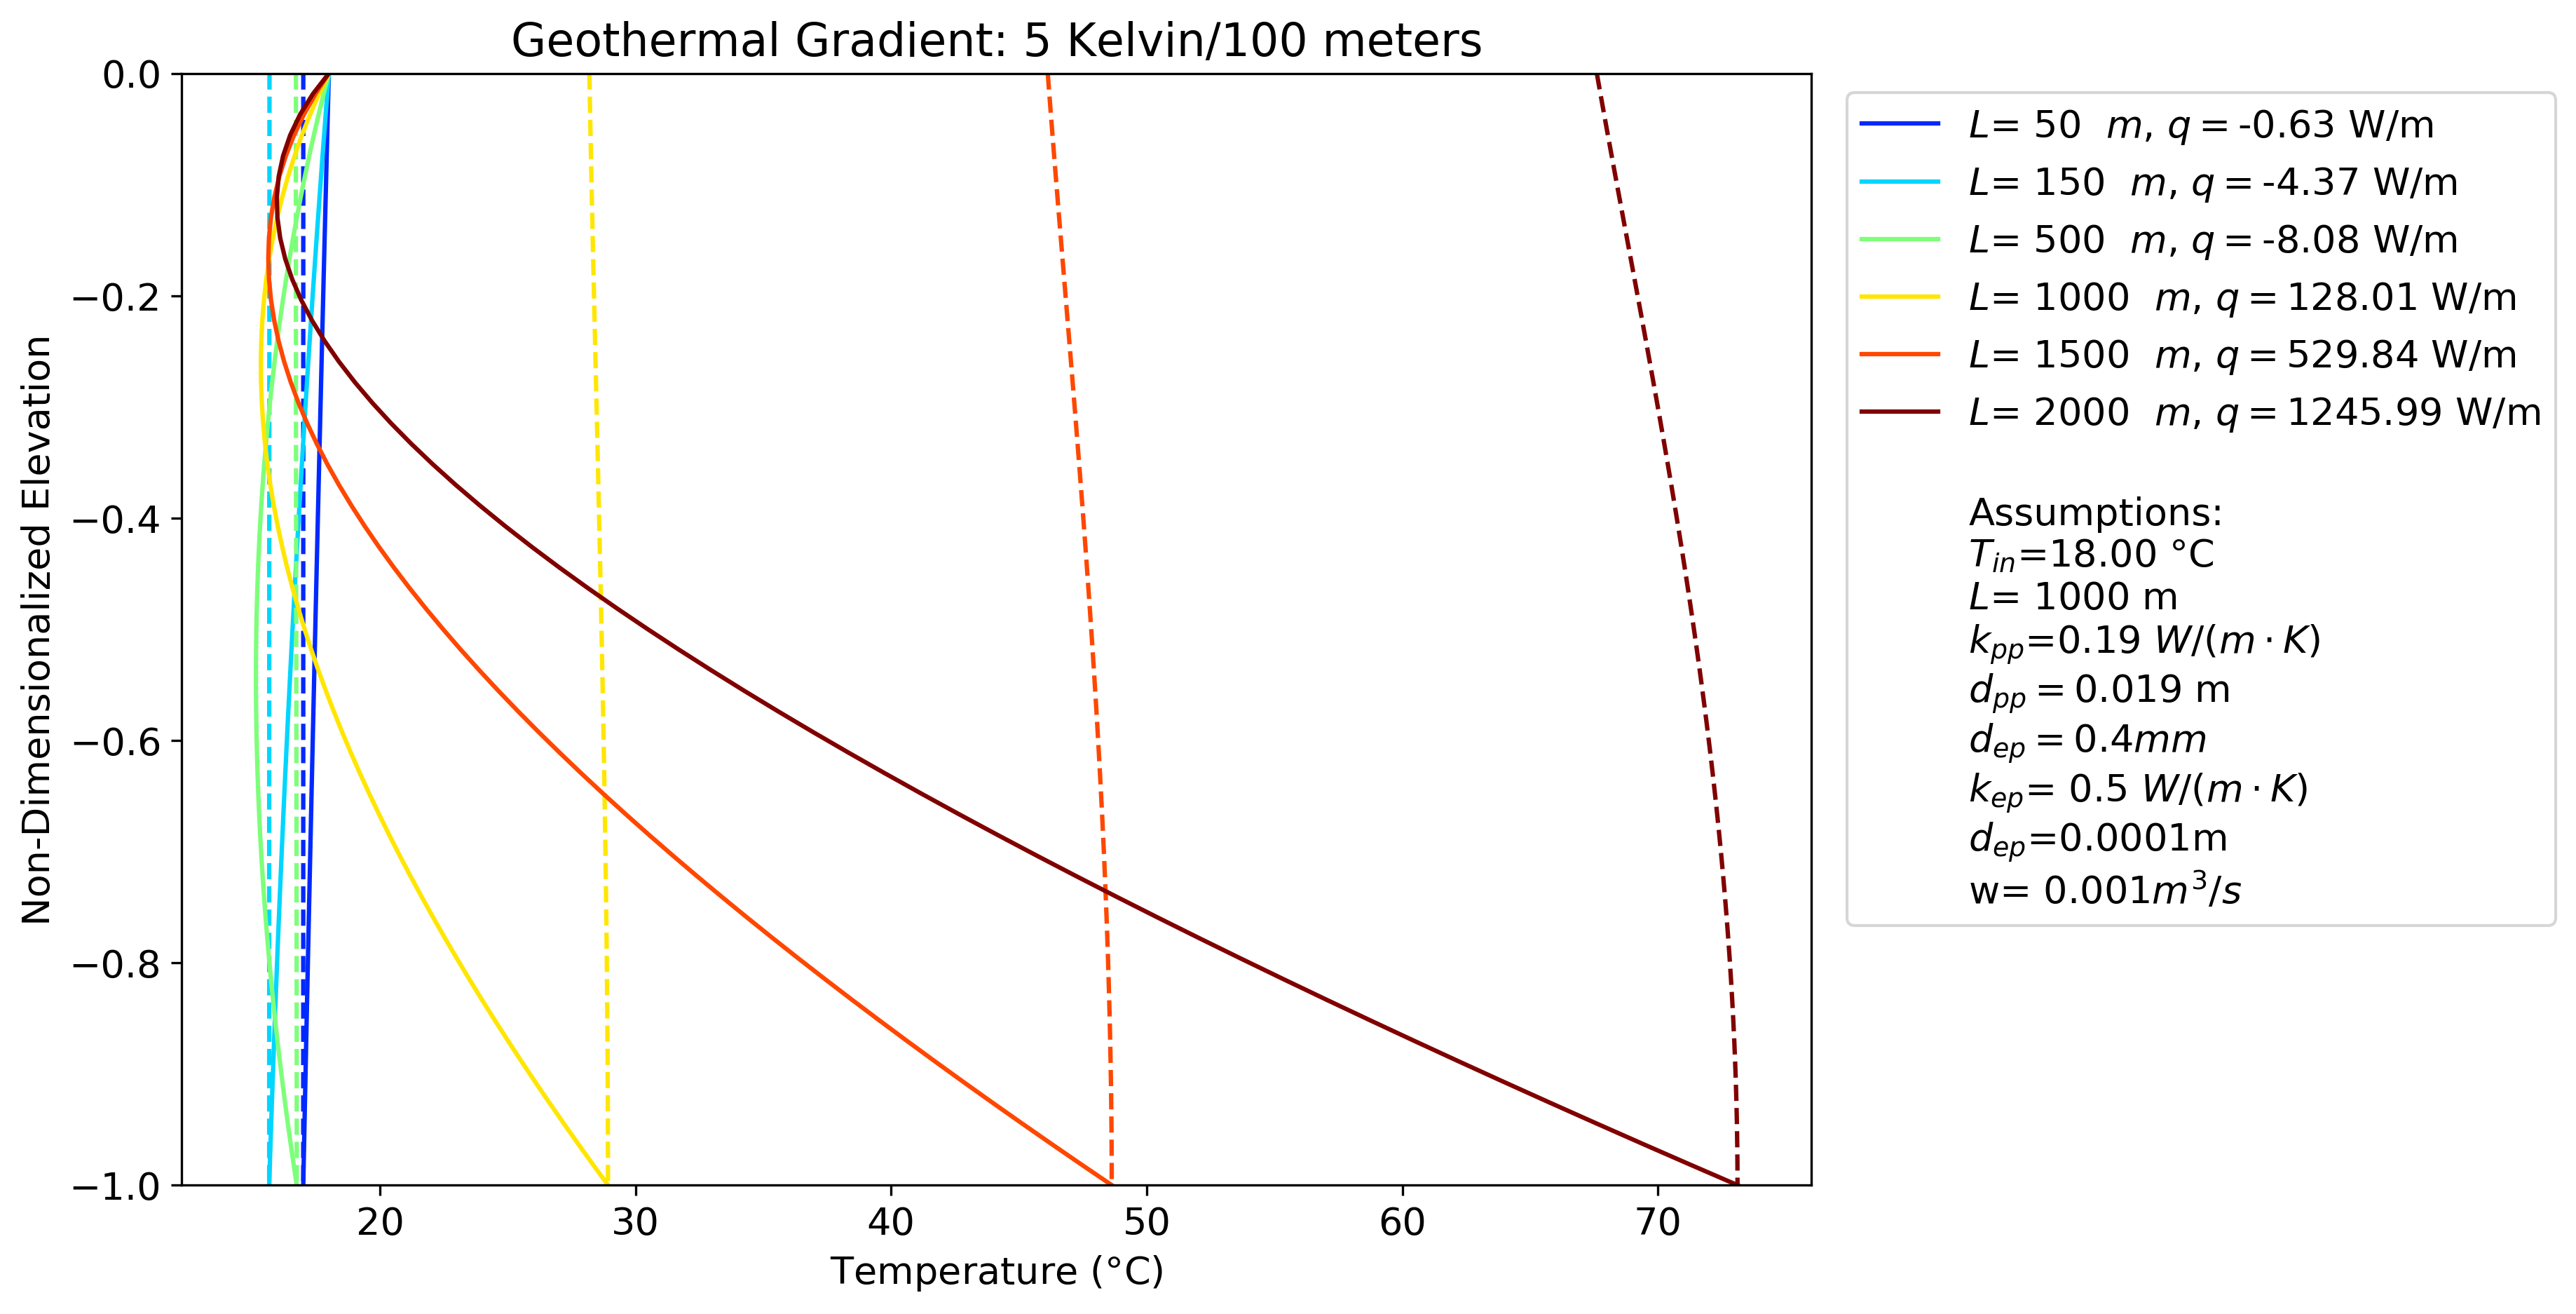 Geothermal Gradient: 5 Kelvin/100 meters
0.0
−0.2
−0.4
−0.6
−0.8
−1.0
Non-Dimensionalized Elevation
20 30 40 50 60 70
Temperature (°C)
L= 50 m, q = -0.63 W/m
L= 150 m, q = -4.37 W/m
L= 500 m, q = -8.08 W/m
L= 1000 m, q = 128.01 W/m
L= 1500 m, q = 529.84 W/m
L= 2000 m, q = 1245.99 W/m
Assumptions:
T_in=18.00 °C
L= 1000 m
k_pp=0.19 W/(m · K)
d_pp = 0.019 m
d_ep = 0.4mm
k_ep= 0.5 W/(m · K)
d_ep=0.0001m
w= 0.001m³/s